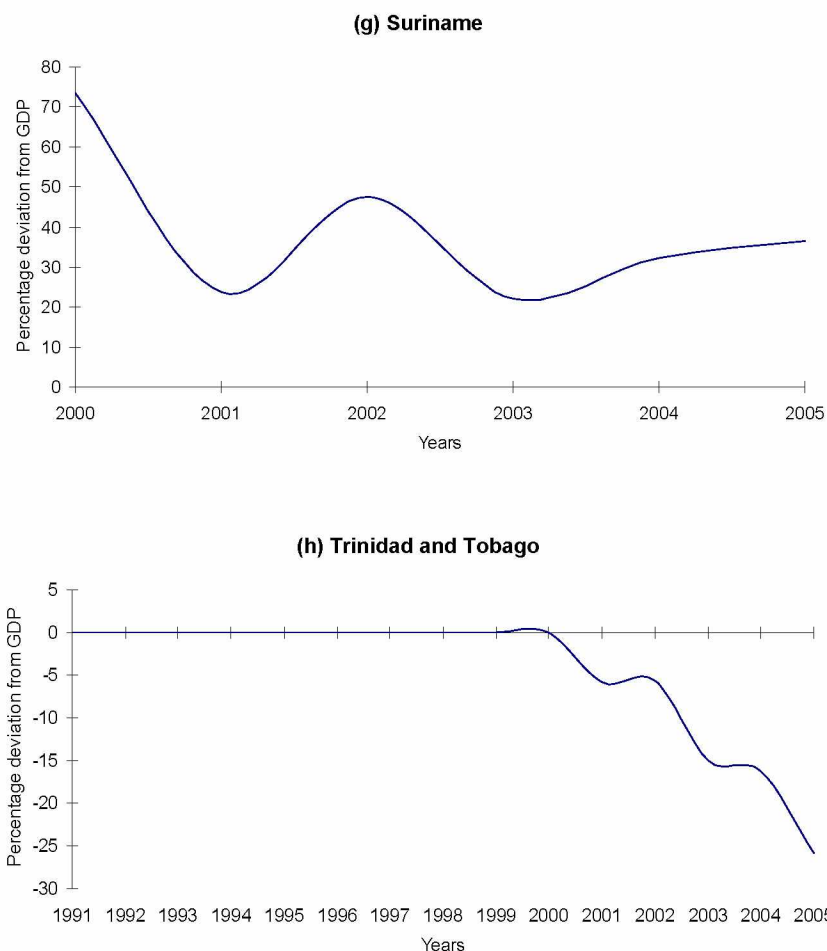 (g) Suriname
80
70
60
50
40
30
20
10
0
Percentage deviation from GDP
2000 2001 2002 2003 2004 2005
Years
(h) Trinidad and Tobago
5
0
-5
-10
-15
-20
-25
-30
Percentage deviation from GDP
1991 1992 1993 1994 1995 1996 1997 1998 1999 2000 2001 2002 2003 2004 2005
Years